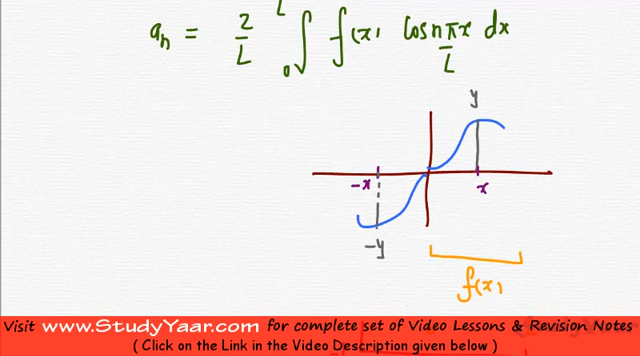 aₙ = 2/L ∫₀ᴸ f(x) cos nπx/L dx
y
-x
x
-y
f(x)
Visit www.StudyYaar.com for complete set of Video Lessons & Revision Notes
( Click on the Link in the Video Description given below )